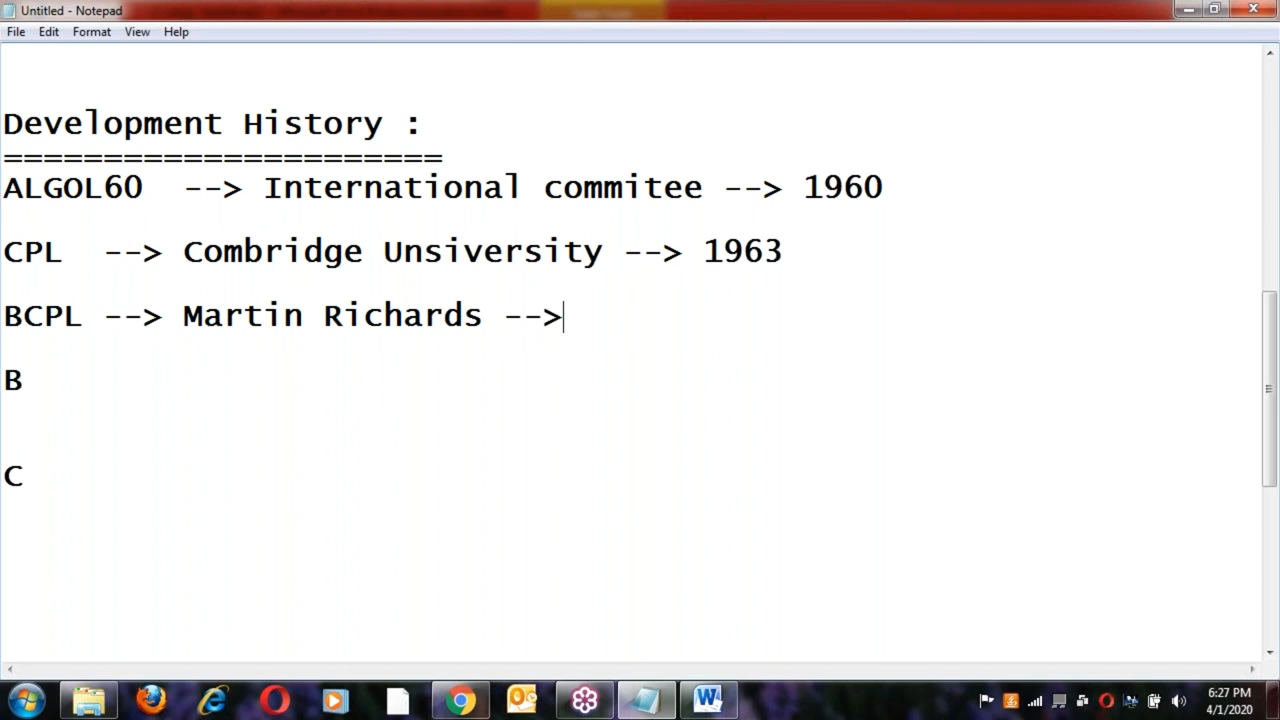 Untitled - Notepad
File Edit Format View Help
Development History :
======================
ALGOL60 --> International commitee --> 1960
CPL --> Combridge Unsiversity --> 1963
BCPL --> Martin Richards -->
B
C
6:27 PM
4/1/2020